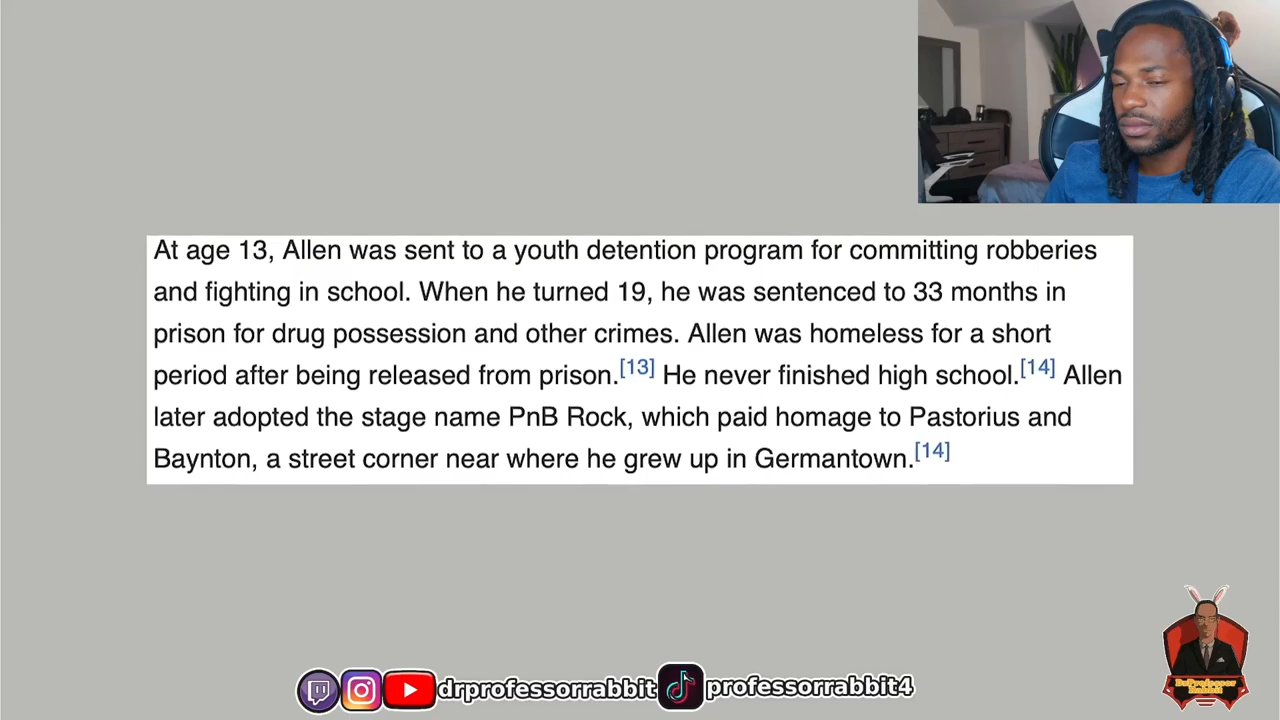 At age 13, Allen was sent to a youth detention program for committing robberies
and fighting in school. When he turned 19, he was sentenced to 33 months in
prison for drug possession and other crimes. Allen was homeless for a short
period after being released from prison.[13] He never finished high school.[14] Allen
later adopted the stage name PnB Rock, which paid homage to Pastorius and
Baynton, a street corner near where he grew up in Germantown.[14]
drprofessorrabbit professorrabbit4
DrProfessor
Rabbit